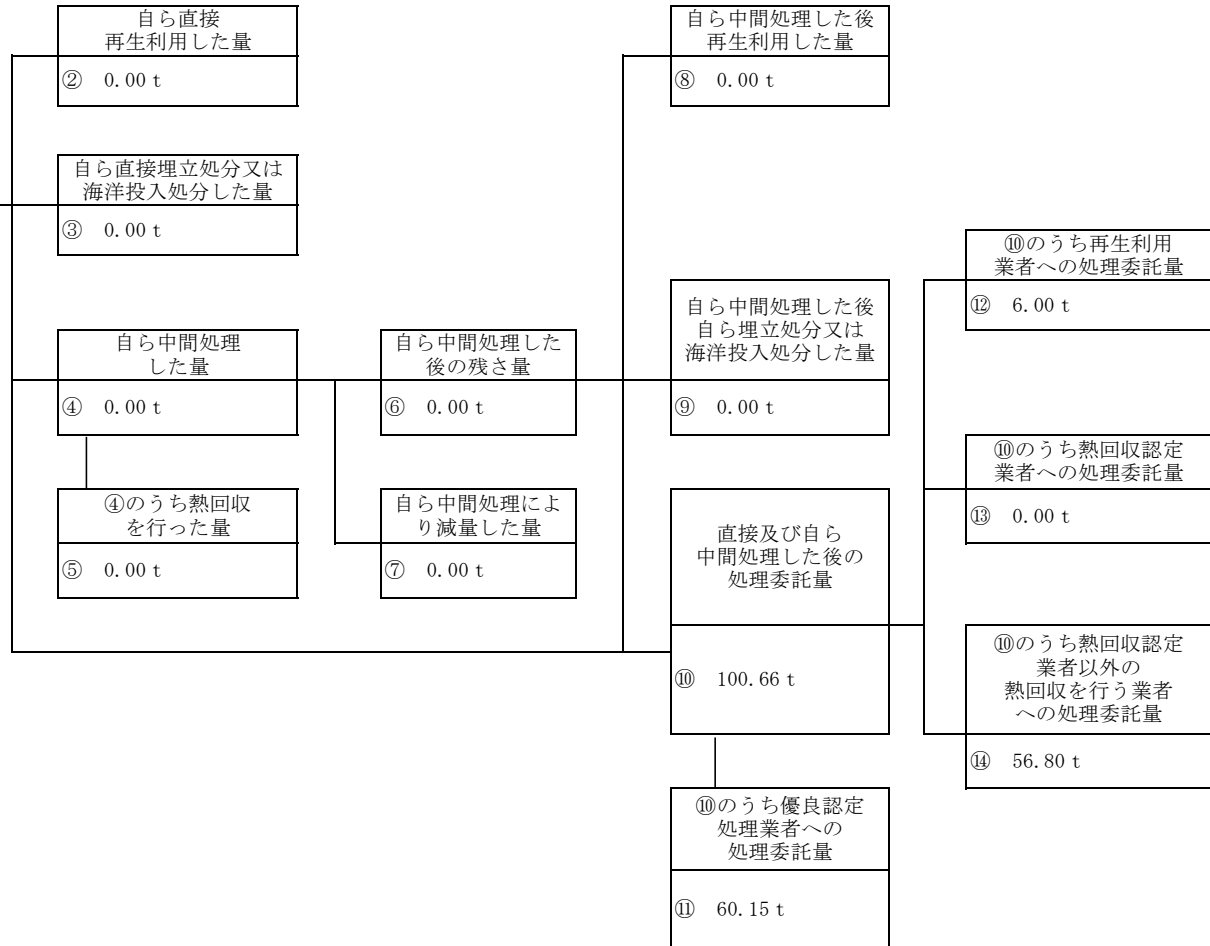 自ら直接
再生利用した量
② 0.00 t
自ら直接埋立処分又は
海洋投入処分した量
③ 0.00 t
自ら中間処理
した量
④ 0.00 t
④のうち熱回収
を行った量
⑤ 0.00 t
自ら中間処理した
後の残さ量
⑥ 0.00 t
自ら中間処理によ
り減量した量
⑦ 0.00 t
自ら中間処理した後
再生利用した量
⑧ 0.00 t
自ら中間処理した後
自ら埋立処分又は
海洋投入処分した量
⑨ 0.00 t
直接及び自ら
中間処理した後の
処理委託量
⑩ 100.66 t
⑩のうち優良認定
処理業者への
処理委託量
⑪ 60.15 t
⑩のうち再生利用
業者への処理委託量
⑫ 6.00 t
⑩のうち熱回収認定
業者への処理委託量
⑬ 0.00 t
⑩のうち熱回収認定
業者以外の
熱回収を行う業者
への処理委託量
⑭ 56.80 t